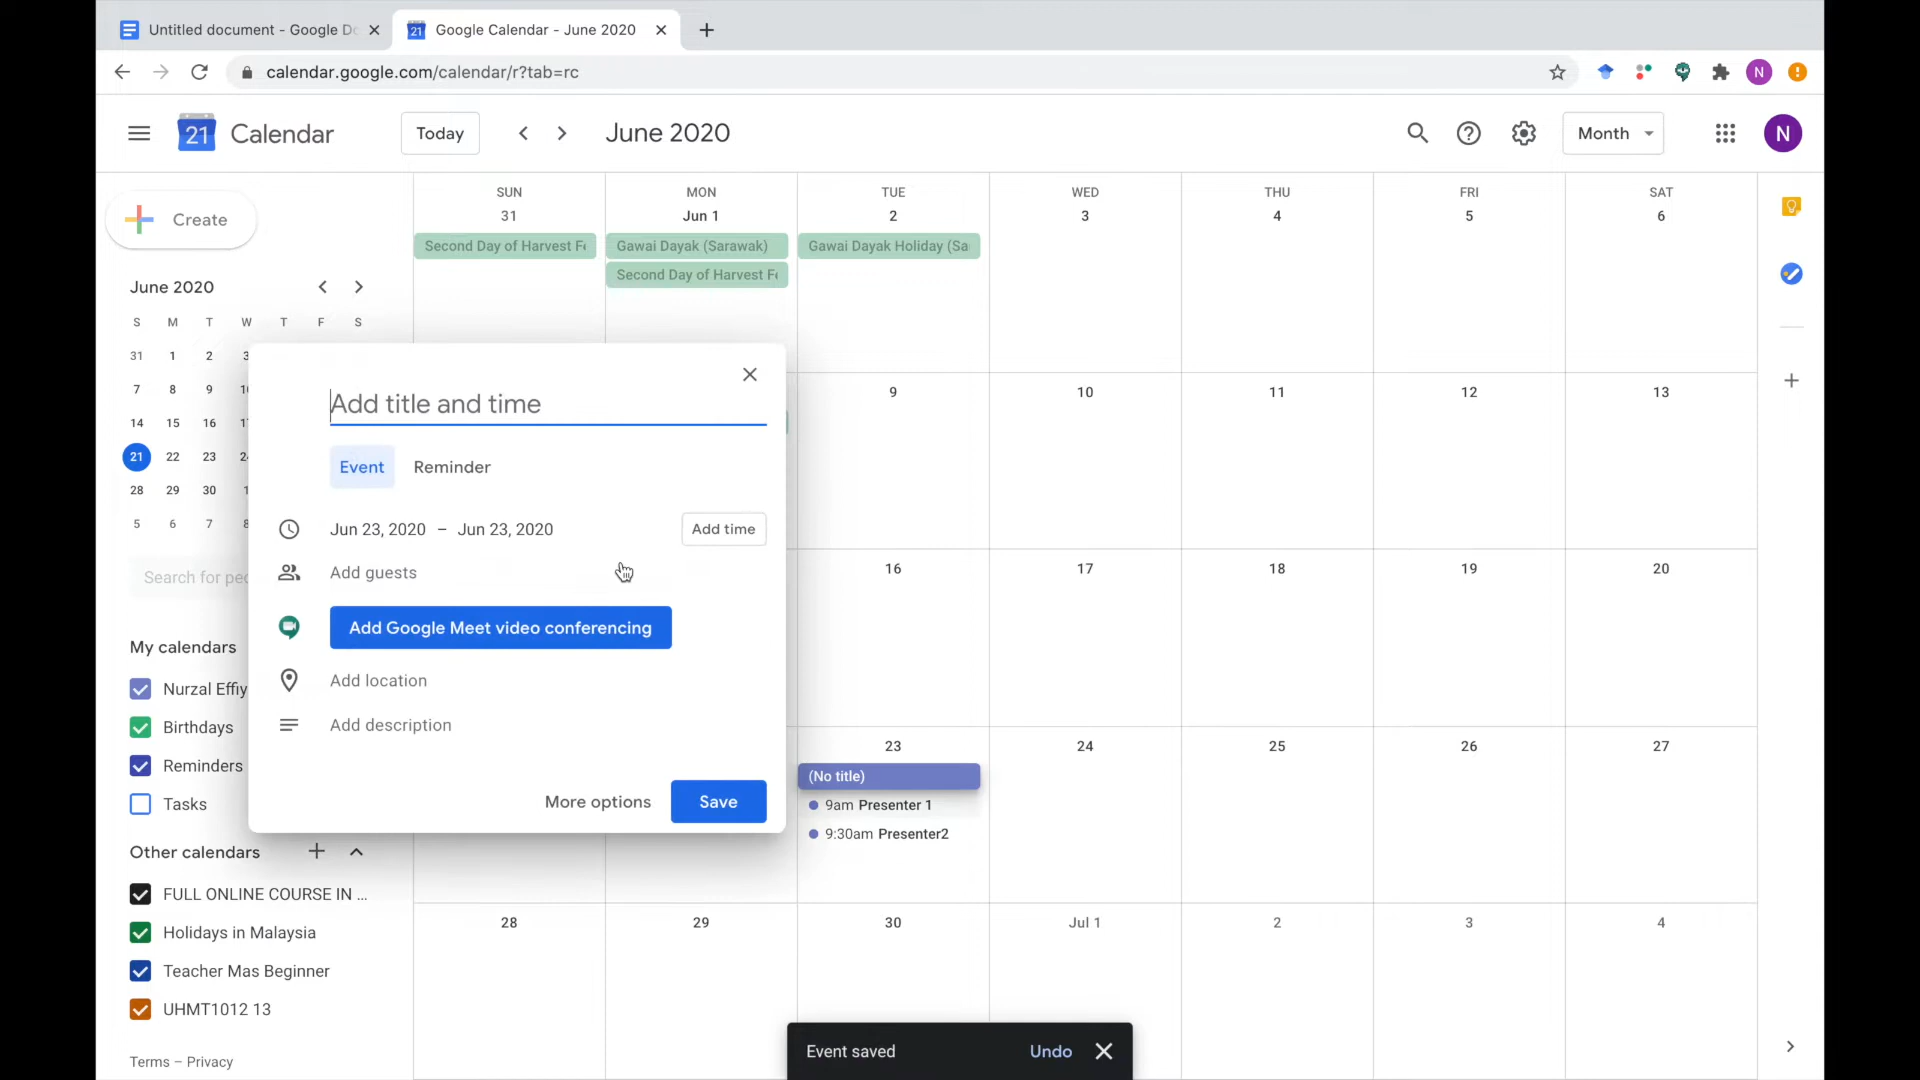 Untitled document - Google Do
Google Calendar - June 2020
calendar.google.com/calendar/r?tab=rc
N
21
Calendar
Today
June 2020
Month
N
Create
June 2020
S M T W T F S
31 1 2 3
7 8 9 10
14 15 16 17
21 22 23 24
28 29 30 1
5 6 7 8
Search for peo
My calendars
Nurzal Effiy
Birthdays
Reminders
Tasks
Other calendars
FULL ONLINE COURSE IN ...
Holidays in Malaysia
Teacher Mas Beginner
UHMT1012 13
Terms – Privacy
SUN MON TUE WED THU FRI SAT
31 Jun 1 2 3 4 5 6
Second Day of Harvest Fe
Gawai Dayak (Sarawak)
Gawai Dayak Holiday (Sa
Second Day of Harvest Fe
9 10 11 12 13
16 17 18 19 20
23 24 25 26 27
(No title)
9am Presenter 1
9:30am Presenter2
28 29 30 Jul 1 2 3 4
Add title and time
Event Reminder
Jun 23, 2020 – Jun 23, 2020
Add time
Add guests
Add Google Meet video conferencing
Add location
Add description
More options
Save
Event saved
Undo